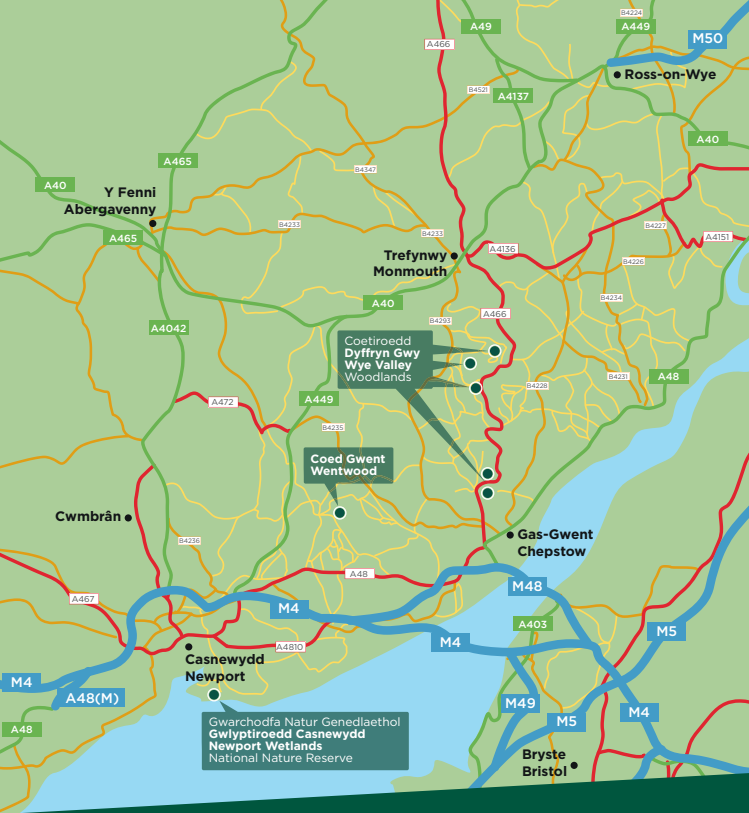 B4224
A49
A449
M50
A466
Ross-on-Wye
B4521
A4137
A40
A465
B4347
A40
Y Fenni
Abergavenny
B4233
B4233
B4227
A4151
A465
A4136
Trefynwy
Monmouth
B4226
B4234
A40
A466
B4293
A4042
Coetiroedd
Dyffryn Gwy
Wye Valley
Woodlands
B4231
A48
B4228
A449
A472
B4235
Coed Gwent
Wentwood
Cwmbrân
B4236
Gas-Gwent
Chepstow
A48
M48
A467
M4
A403
M5
M4
A4810
Casnewydd
Newport
M4
A48(M)
M49
M4
M5
A48
Gwarchodfa Natur Genedlaethol
Gwlyptiroedd Casnewydd
Newport Wetlands
National Nature Reserve
Bryste
Bristol